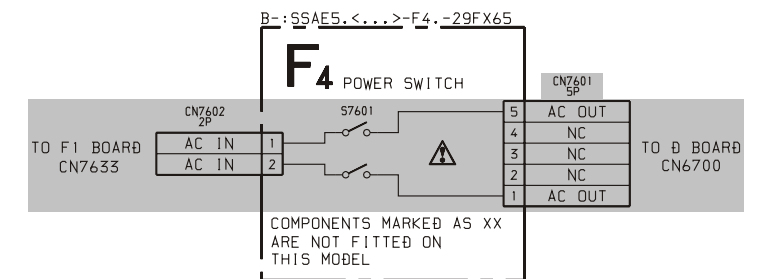 B-:SSAE5.<...>-F4.-29FX65
F4 POWER SWITCH
CN7601
5P
CN7602
2P
S7601
5 AC OUT
4 NC
AC IN 1
TO F1 BOARD
CN7633
3 NC
TO D BOARD
CN6700
AC IN 2
2 NC
1 AC OUT
COMPONENTS MARKED AS XX
ARE NOT FITTED ON
THIS MODEL